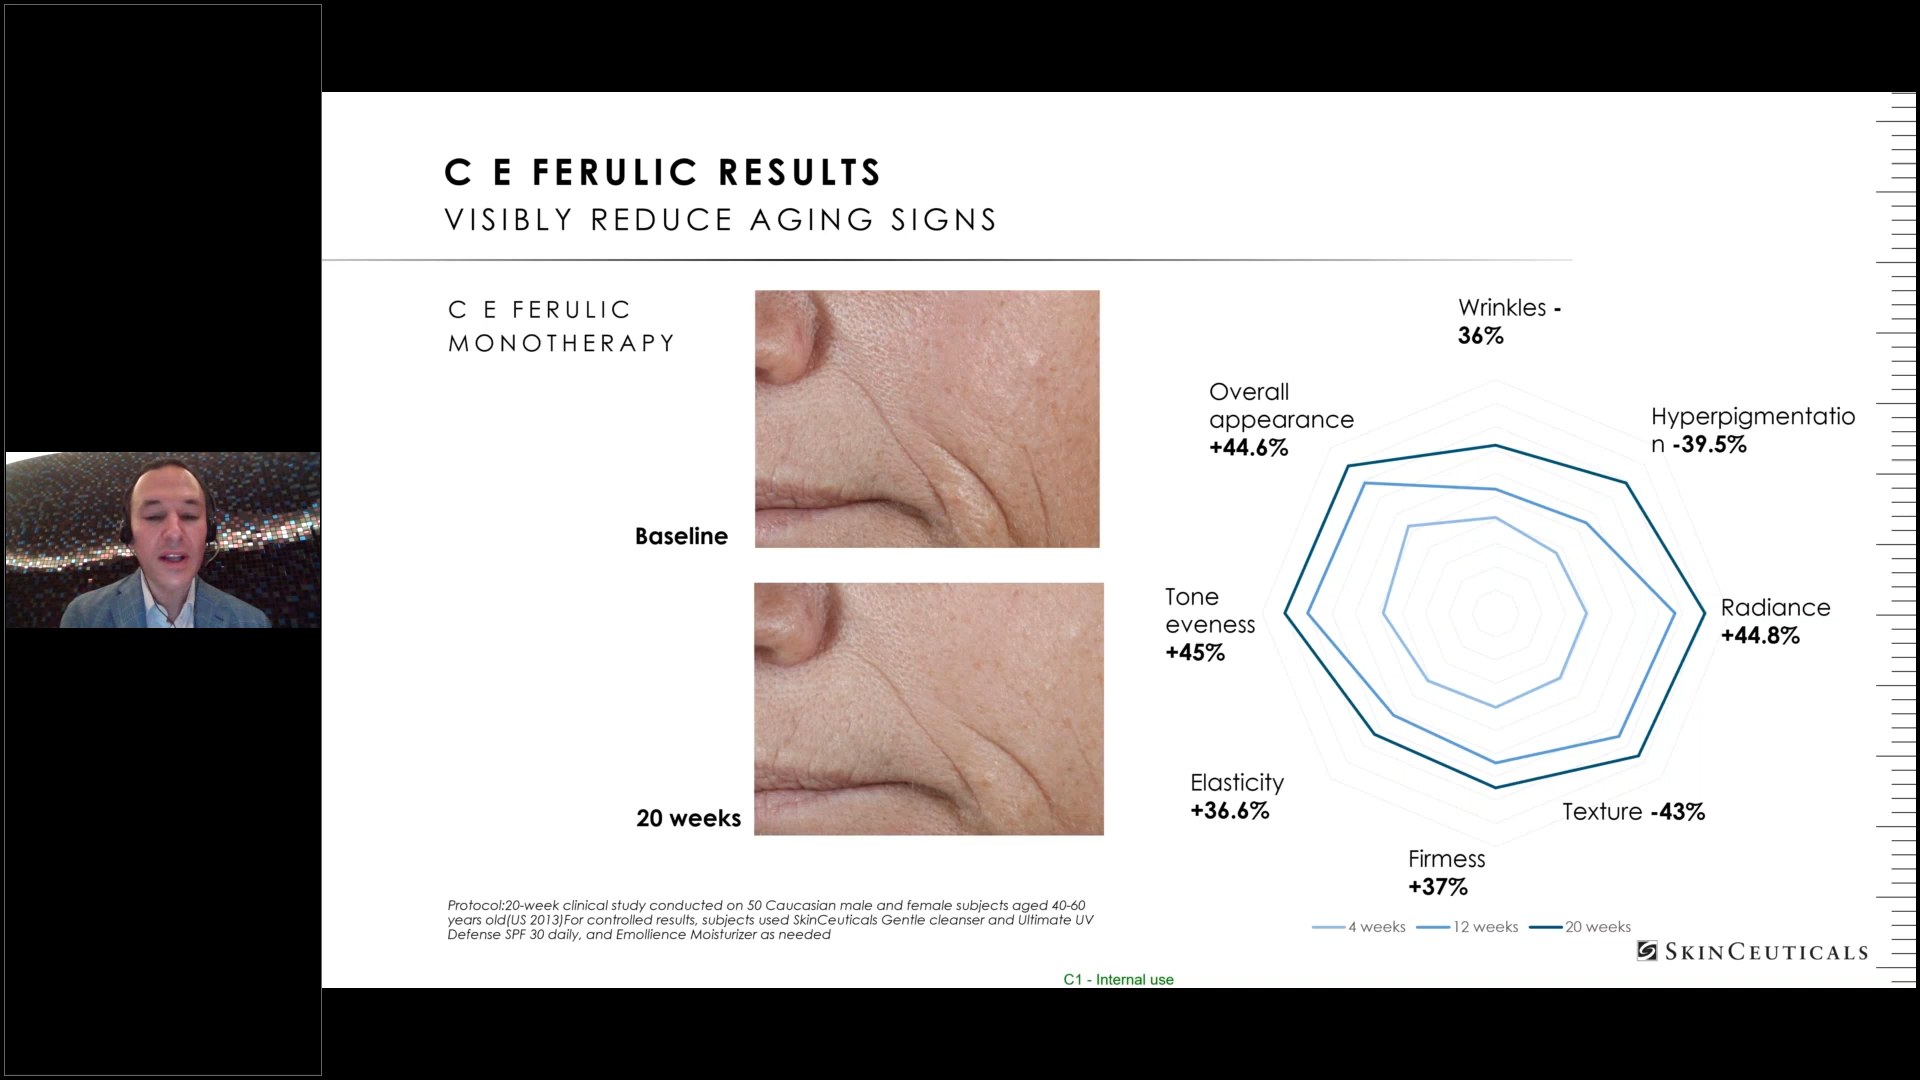 C E FERULIC RESULTS
VISIBLY REDUCE AGING SIGNS
C E FERULIC
MONOTHERAPY
Baseline
20 weeks
Wrinkles -
36%
Hyperpigmentatio
n -39.5%
Radiance
+44.8%
Texture -43%
Firmess
+37%
Elasticity
+36.6%
Tone
eveness
+45%
Overall
appearance
+44.6%
4 weeks 12 weeks 20 weeks
Protocol:20-week clinical study conducted on 50 Caucasian male and female subjects aged 40-60
years old(US 2013)For controlled results, subjects used SkinCeuticals Gentle cleanser and Ultimate UV
Defense SPF 30 daily, and Emollience Moisturizer as needed
SKINCEUTICALS
C1 - Internal use